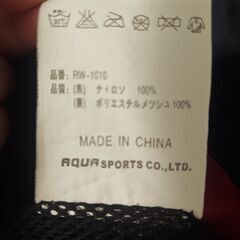 品番: RW-1010
品質: (表) ナイロン 100%
(裏) ポリエステルメッシュ100%
MADE IN CHINA
AQUA SPORTS CO.,LTD.